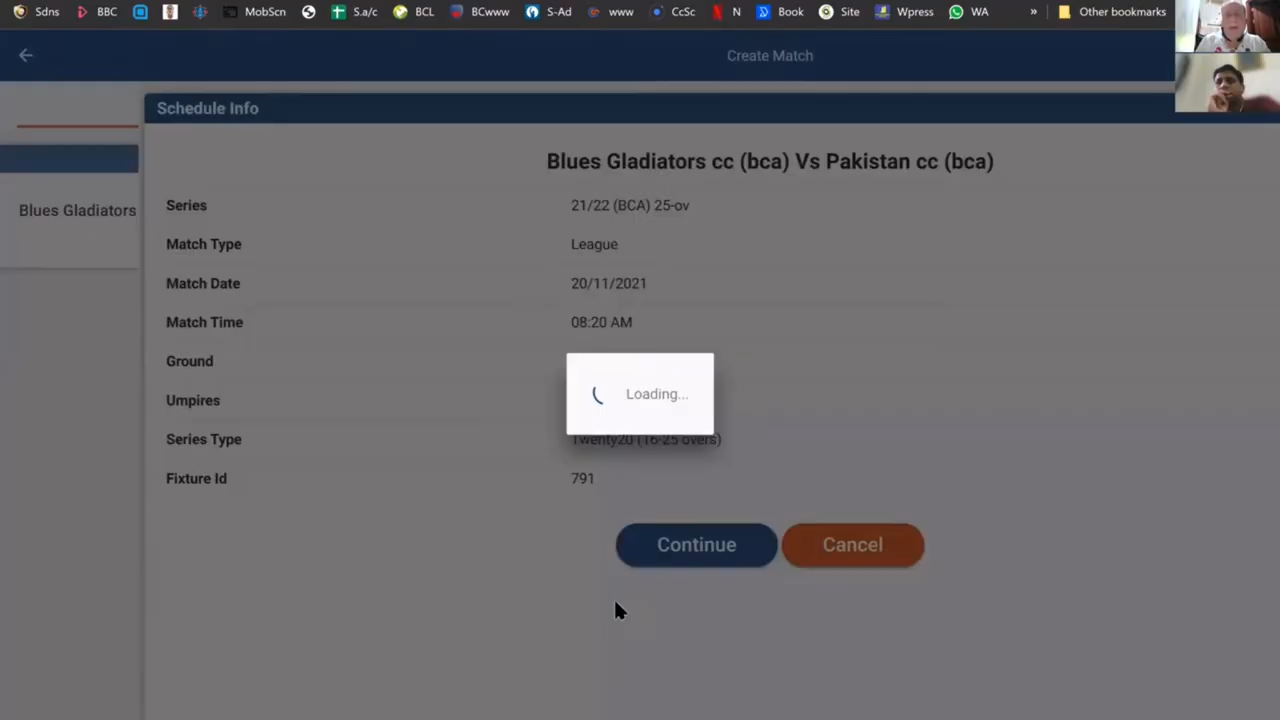 Sdns BBC MobScn S.a/c BCL BCwww S-Ad www CcSc N Book Site Wpress WA » Other bookmarks
Create Match
Schedule Info
Blues Gladiators cc (bca) Vs Pakistan cc (bca)
Blues Gladiators
Series 21/22 (BCA) 25-ov
Match Type League
Match Date 20/11/2021
Match Time 08:20 AM
Ground
Umpires
Loading...
Series Type Twenty20 (16-25 overs)
Fixture Id 791
Continue Cancel